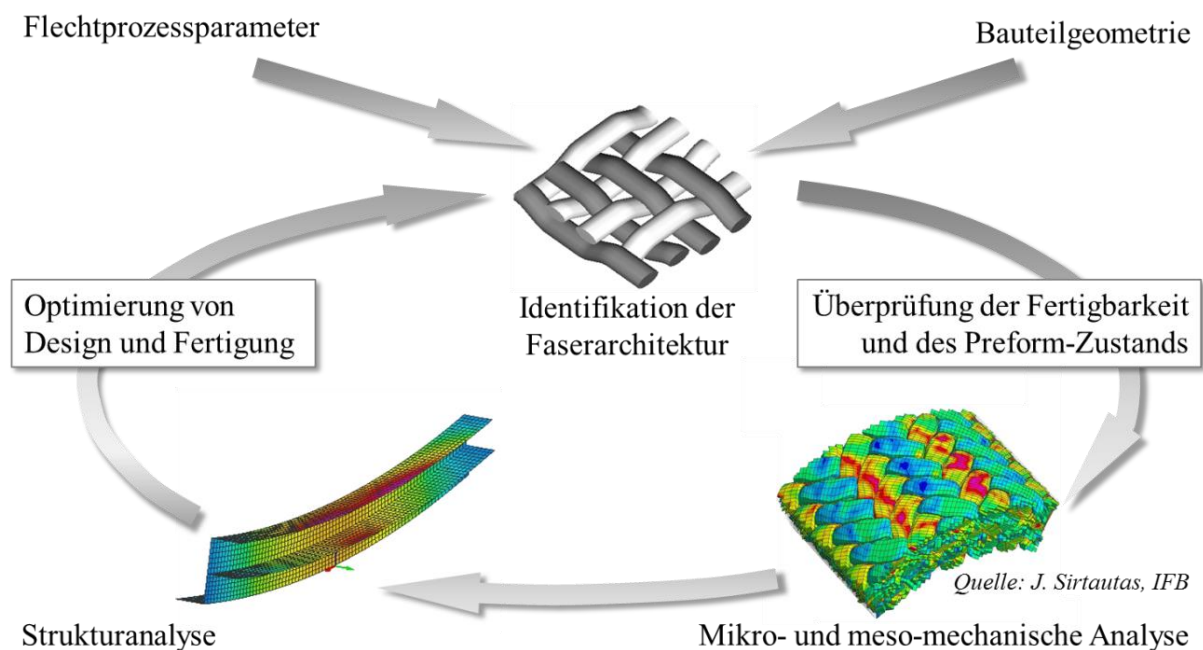 Flechtprozessparameter
Bauteilgeometrie
Identifikation der
Faserarchitektur
Optimierung von
Design und Fertigung
Überprüfung der Fertigbarkeit
und des Preform-Zustands
Quelle: J. Sirtautas, IFB
Strukturanalyse
Mikro- und meso-mechanische Analyse